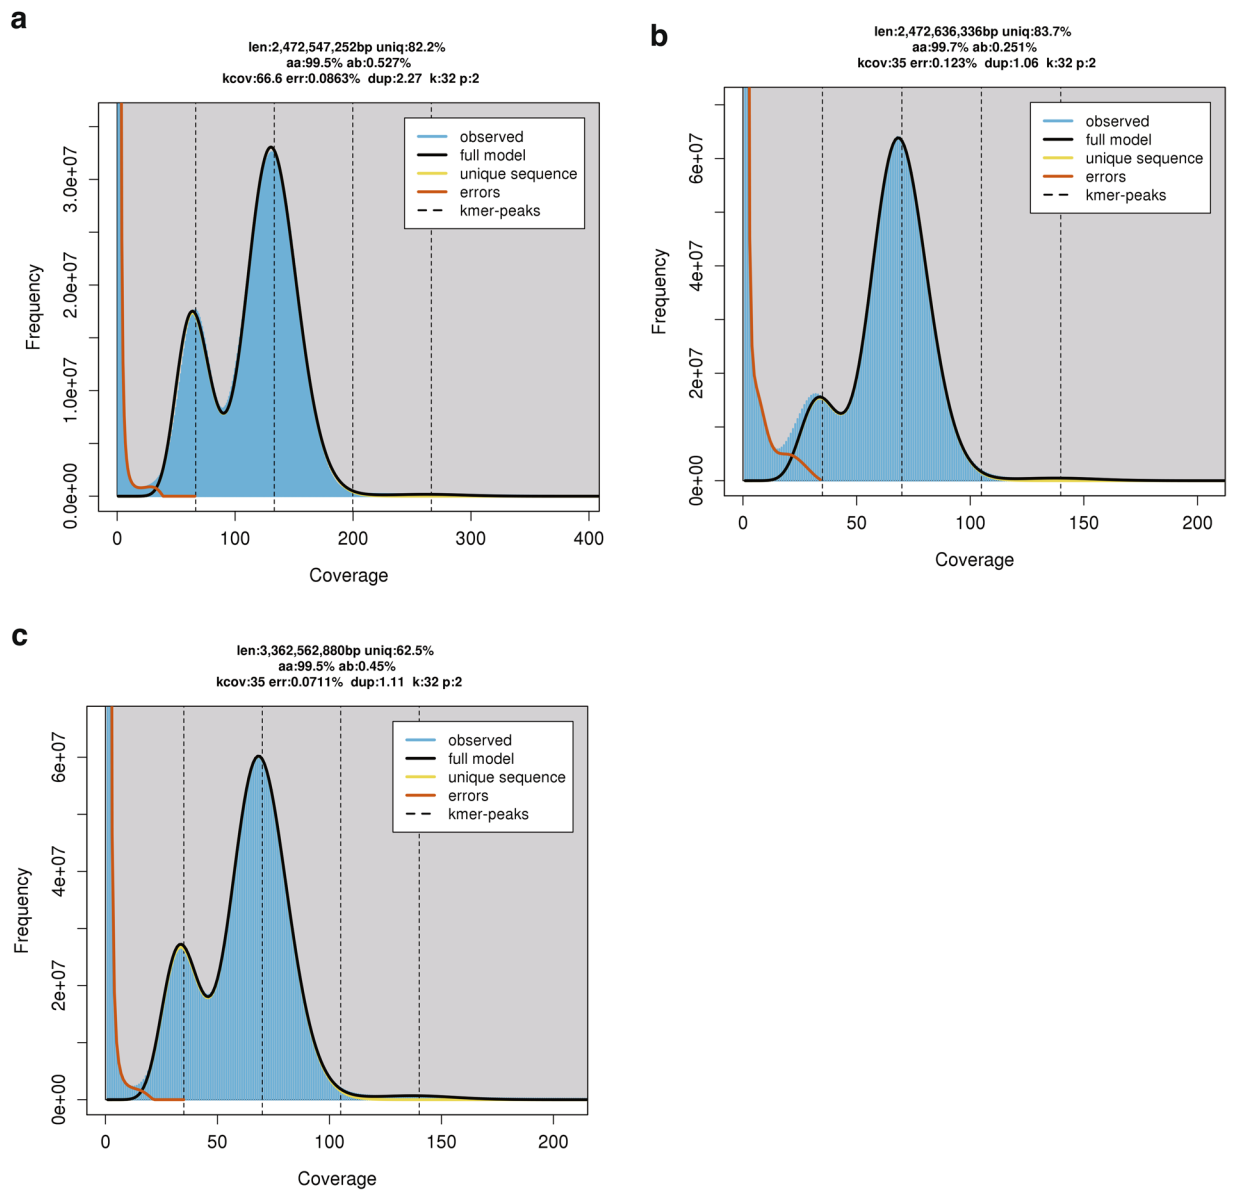 a
len:2,472,547,252bp uniq:82.2%
aa:99.5% ab:0.527%
kcov:66.6 err:0.0863% dup:2.27 k:32 p:2
observed
full model
unique sequence
errors
kmer-peaks
Frequency
0.0e+00
1.0e+07
2.0e+07
3.0e+07
0 100 200 300 400
Coverage
b
len:2,472,636,336bp uniq:83.7%
aa:99.7% ab:0.251%
kcov:35 err:0.123% dup:1.06 k:32 p:2
observed
full model
unique sequence
errors
kmer-peaks
Frequency
0e+00
2e+07
4e+07
6e+07
0 50 100 150 200
Coverage
c
len:3,362,562,880bp uniq:62.5%
aa:99.5% ab:0.45%
kcov:35 err:0.0711% dup:1.11 k:32 p:2
observed
full model
unique sequence
errors
kmer-peaks
Frequency
0e+00
2e+07
4e+07
6e+07
0 50 100 150 200
Coverage